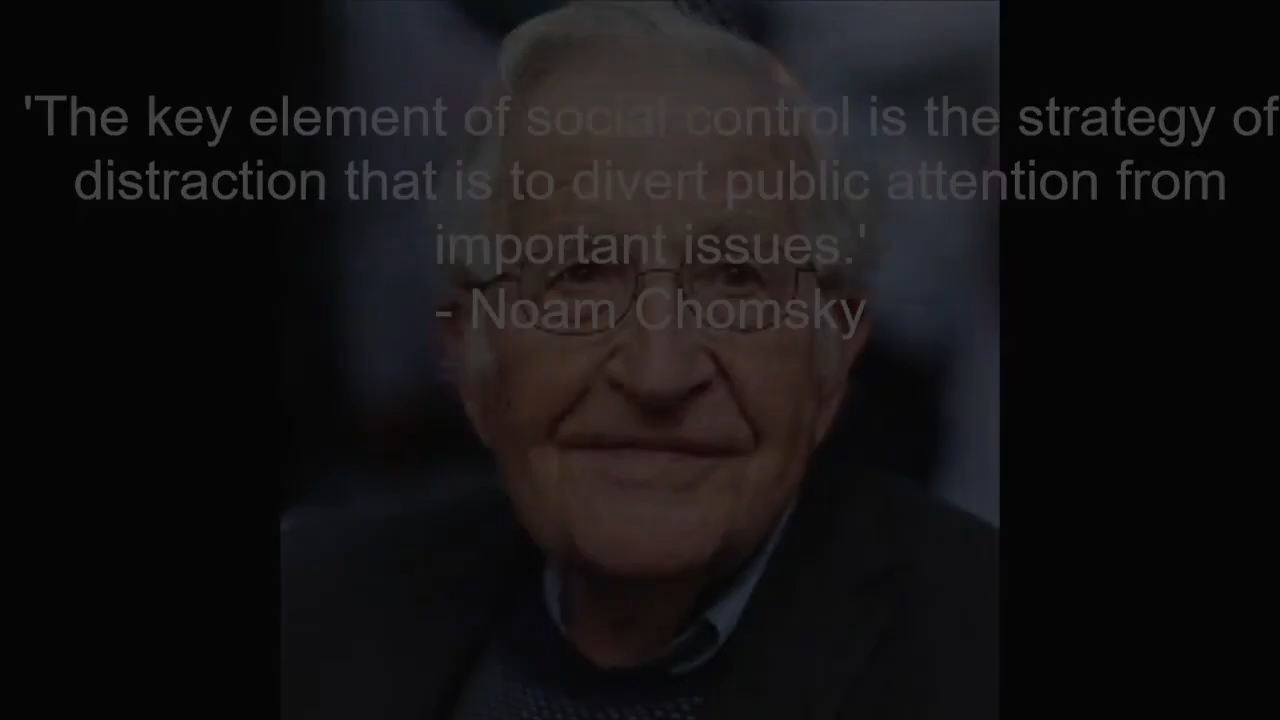 'The key element of social control is the strategy of
distraction that is to divert public attention from
important issues.'
- Noam Chomsky